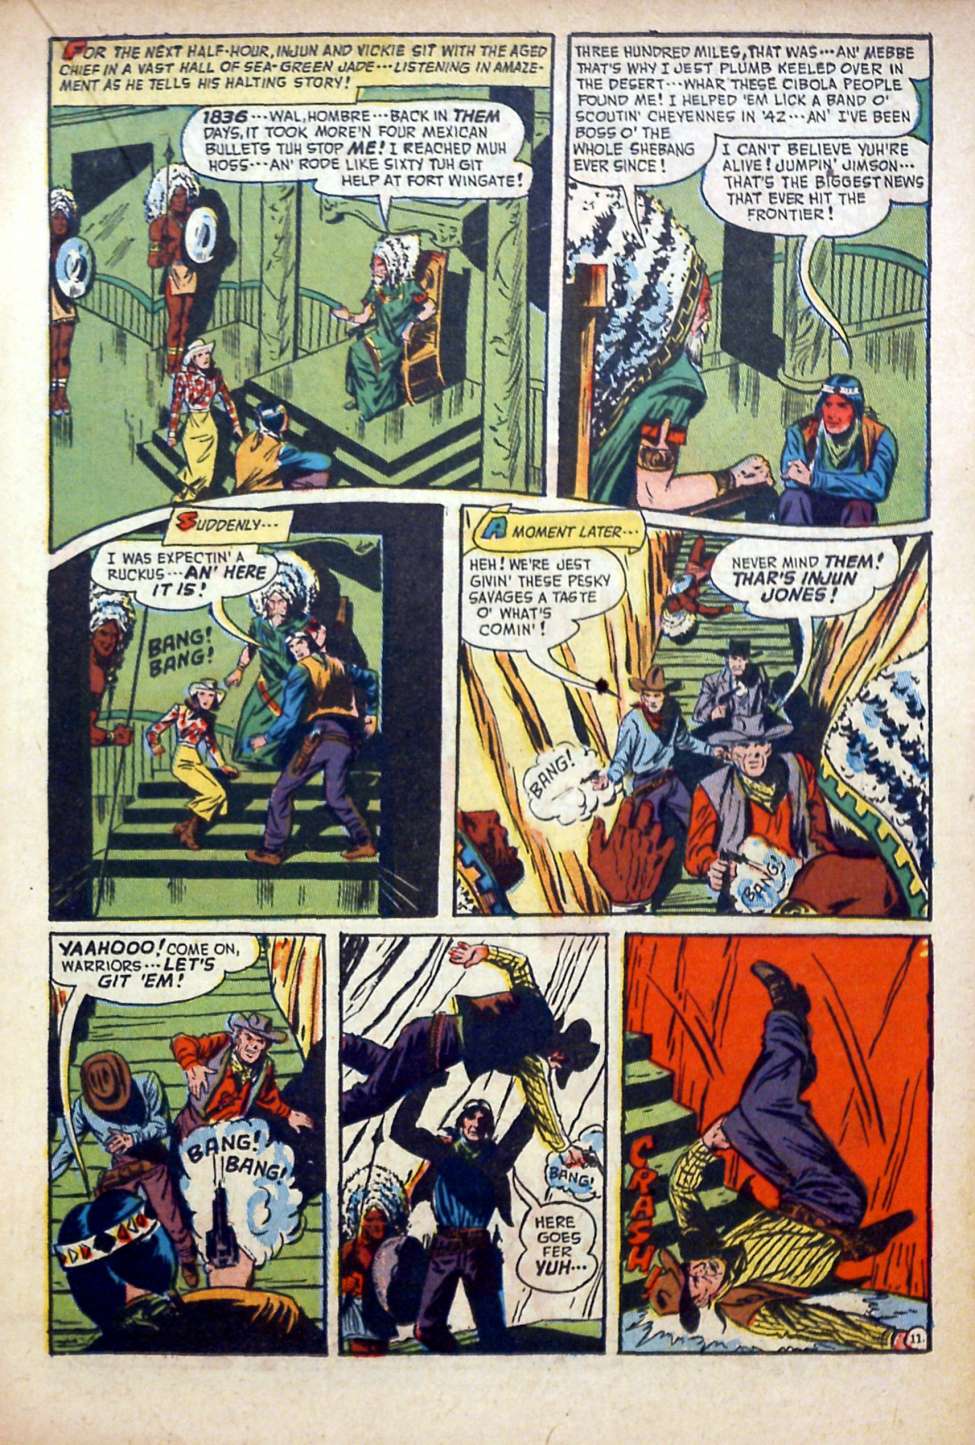 FOR THE NEXT HALF-HOUR, INJUN AND VICKIE SIT WITH THE AGED
CHIEF IN A VAST HALL OF SEA-GREEN JADE---LISTENING IN AMAZE-
MENT AS HE TELLS HIS HALTING STORY!
1836---WAL, HOMBRE---BACK IN THEM
DAYS, IT TOOK MORE'N FOUR MEXICAN
BULLETS TUH STOP ME! I REACHED MUH
HOSS---AN' RODE LIKE SIXTY TUH GIT
HELP AT FORT WINGATE!
THREE HUNDRED MILES, THAT WAS---AN' MEBBE
THAT'S WHY I JEST PLUMB KEELED OVER IN
THE DESERT---WHAR THESE CIBOLA PEOPLE
FOUND ME! I HELPED 'EM LICK A BAND O'
SCOUTIN' CHEYENNES IN '42---AN' I'VE BEEN
BOSS O' THE
WHOLE SHEBANG
EVER SINCE!
I CAN'T BELIEVE YUH'RE
ALIVE! JUMPIN' JIMSON---
THAT'S THE BIGGEST NEWS
THAT EVER HIT THE
FRONTIER!
SUDDENLY---
I WAS EXPECTIN' A
RUCKUS---AN' HERE
IT IS!
BANG!
BANG!
A MOMENT LATER---
HEH! WE'RE JEST
GIVIN' THESE PESKY
SAVAGES A TASTE
O' WHAT'S
COMIN'!
NEVER MIND THEM!
THAR'S INJUN
JONES!
BANG!
BANG!
YAAHOOO! COME ON,
WARRIORS---LET'S
GIT 'EM!
BANG!
BANG!
BANG!
HERE
GOES
FER
YUH---
CRASH!
11